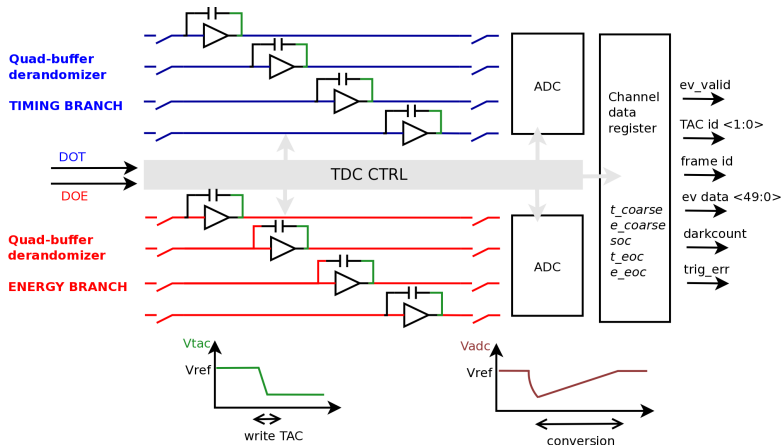 Quad-buffer
derandomizer
TIMING BRANCH
DOT
DOE
TDC CTRL
Quad-buffer
derandomizer
ENERGY BRANCH
ADC
ADC
Channel
data
register
t_coarse
e_coarse
soc
t_eoc
e_eoc
ev_valid
TAC id <1:0>
frame id
ev data <49:0>
darkcount
trig_err
Vtac
Vref
write TAC
Vadc
Vref
conversion